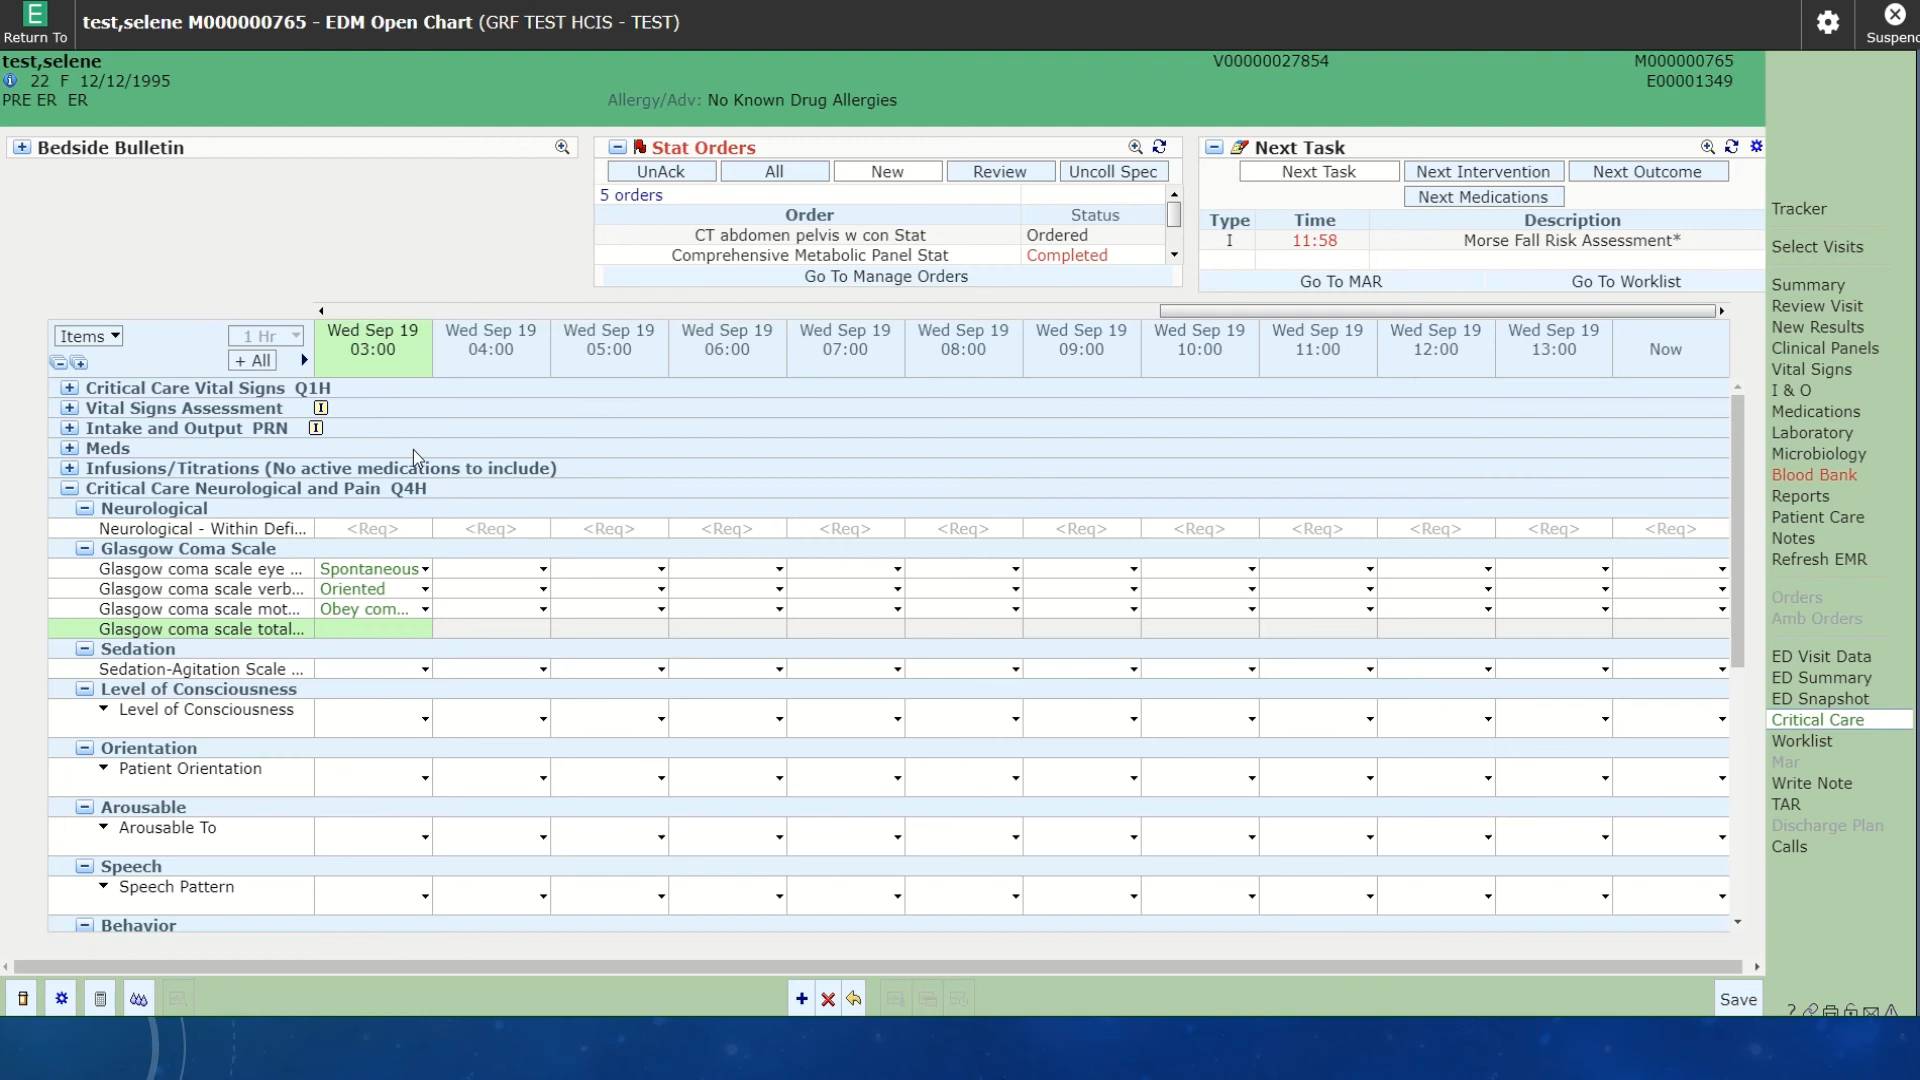 E
Return To
test,selene M000000765 - EDM Open Chart (GRF TEST HCIS - TEST)
Suspend
test,selene
22 F 12/12/1995
PRE ER ER
V00000027854
M000000765
E00001349
Allergy/Adv: No Known Drug Allergies
Bedside Bulletin
Stat Orders
UnAck All New Review Uncoll Spec
5 orders
Order Status
CT abdomen pelvis w con Stat Ordered
Comprehensive Metabolic Panel Stat Completed
Go To Manage Orders
Next Task
Next Task Next Intervention Next Outcome
Next Medications
Type Time Description
I 11:58 Morse Fall Risk Assessment*
Go To MAR Go To Worklist
Items 1 Hr
+ All
Wed Sep 19 Wed Sep 19 Wed Sep 19 Wed Sep 19 Wed Sep 19 Wed Sep 19 Wed Sep 19 Wed Sep 19 Wed Sep 19 Wed Sep 19 Wed Sep 19
03:00 04:00 05:00 06:00 07:00 08:00 09:00 10:00 11:00 12:00 13:00 Now
Critical Care Vital Signs Q1H
Vital Signs Assessment I
Intake and Output PRN I
Meds
Infusions/Titrations (No active medications to include)
Critical Care Neurological and Pain Q4H
Neurological
Neurological - Within Defi... <Req> <Req> <Req> <Req> <Req> <Req> <Req> <Req> <Req> <Req> <Req> <Req>
Glasgow Coma Scale
Glasgow coma scale eye ... Spontaneous
Glasgow coma scale verb... Oriented
Glasgow coma scale mot... Obey com...
Glasgow coma scale total...
Sedation
Sedation-Agitation Scale ...
Level of Consciousness
Level of Consciousness
Orientation
Patient Orientation
Arousable
Arousable To
Speech
Speech Pattern
Behavior
Save
Tracker
Select Visits
Summary
Review Visit
New Results
Clinical Panels
Vital Signs
I & O
Medications
Laboratory
Microbiology
Blood Bank
Reports
Patient Care
Notes
Refresh EMR
Orders
Amb Orders
ED Visit Data
ED Summary
ED Snapshot
Critical Care
Worklist
Mar
Write Note
TAR
Discharge Plan
Calls
?